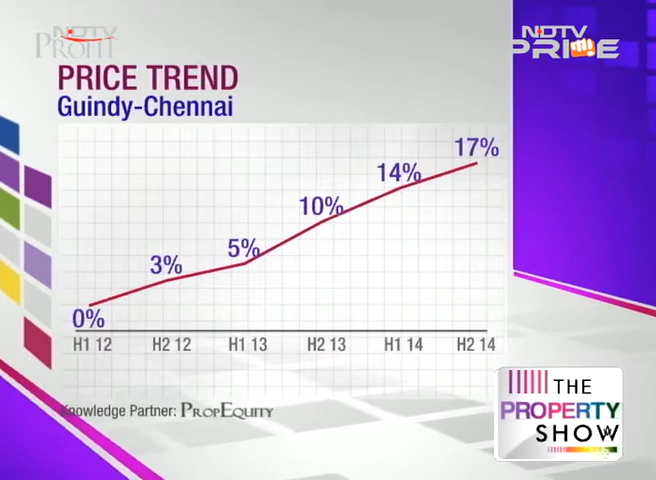 NDTV
PROFIT
NDTV
PRIME
PRICE TREND
Guindy-Chennai
17%
14%
10%
5%
3%
0%
H1 12 H2 12 H1 13 H2 13 H1 14 H2 14
Knowledge Partner: PROPEQUITY
THE
PROPERTY
SHOW